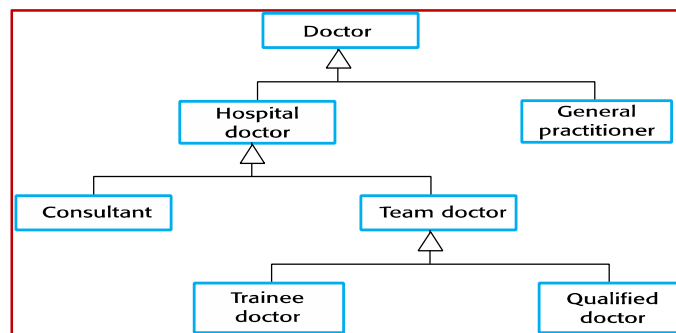 Doctor
Hospital
doctor
General
practitioner
Consultant
Team doctor
Trainee
doctor
Qualified
doctor